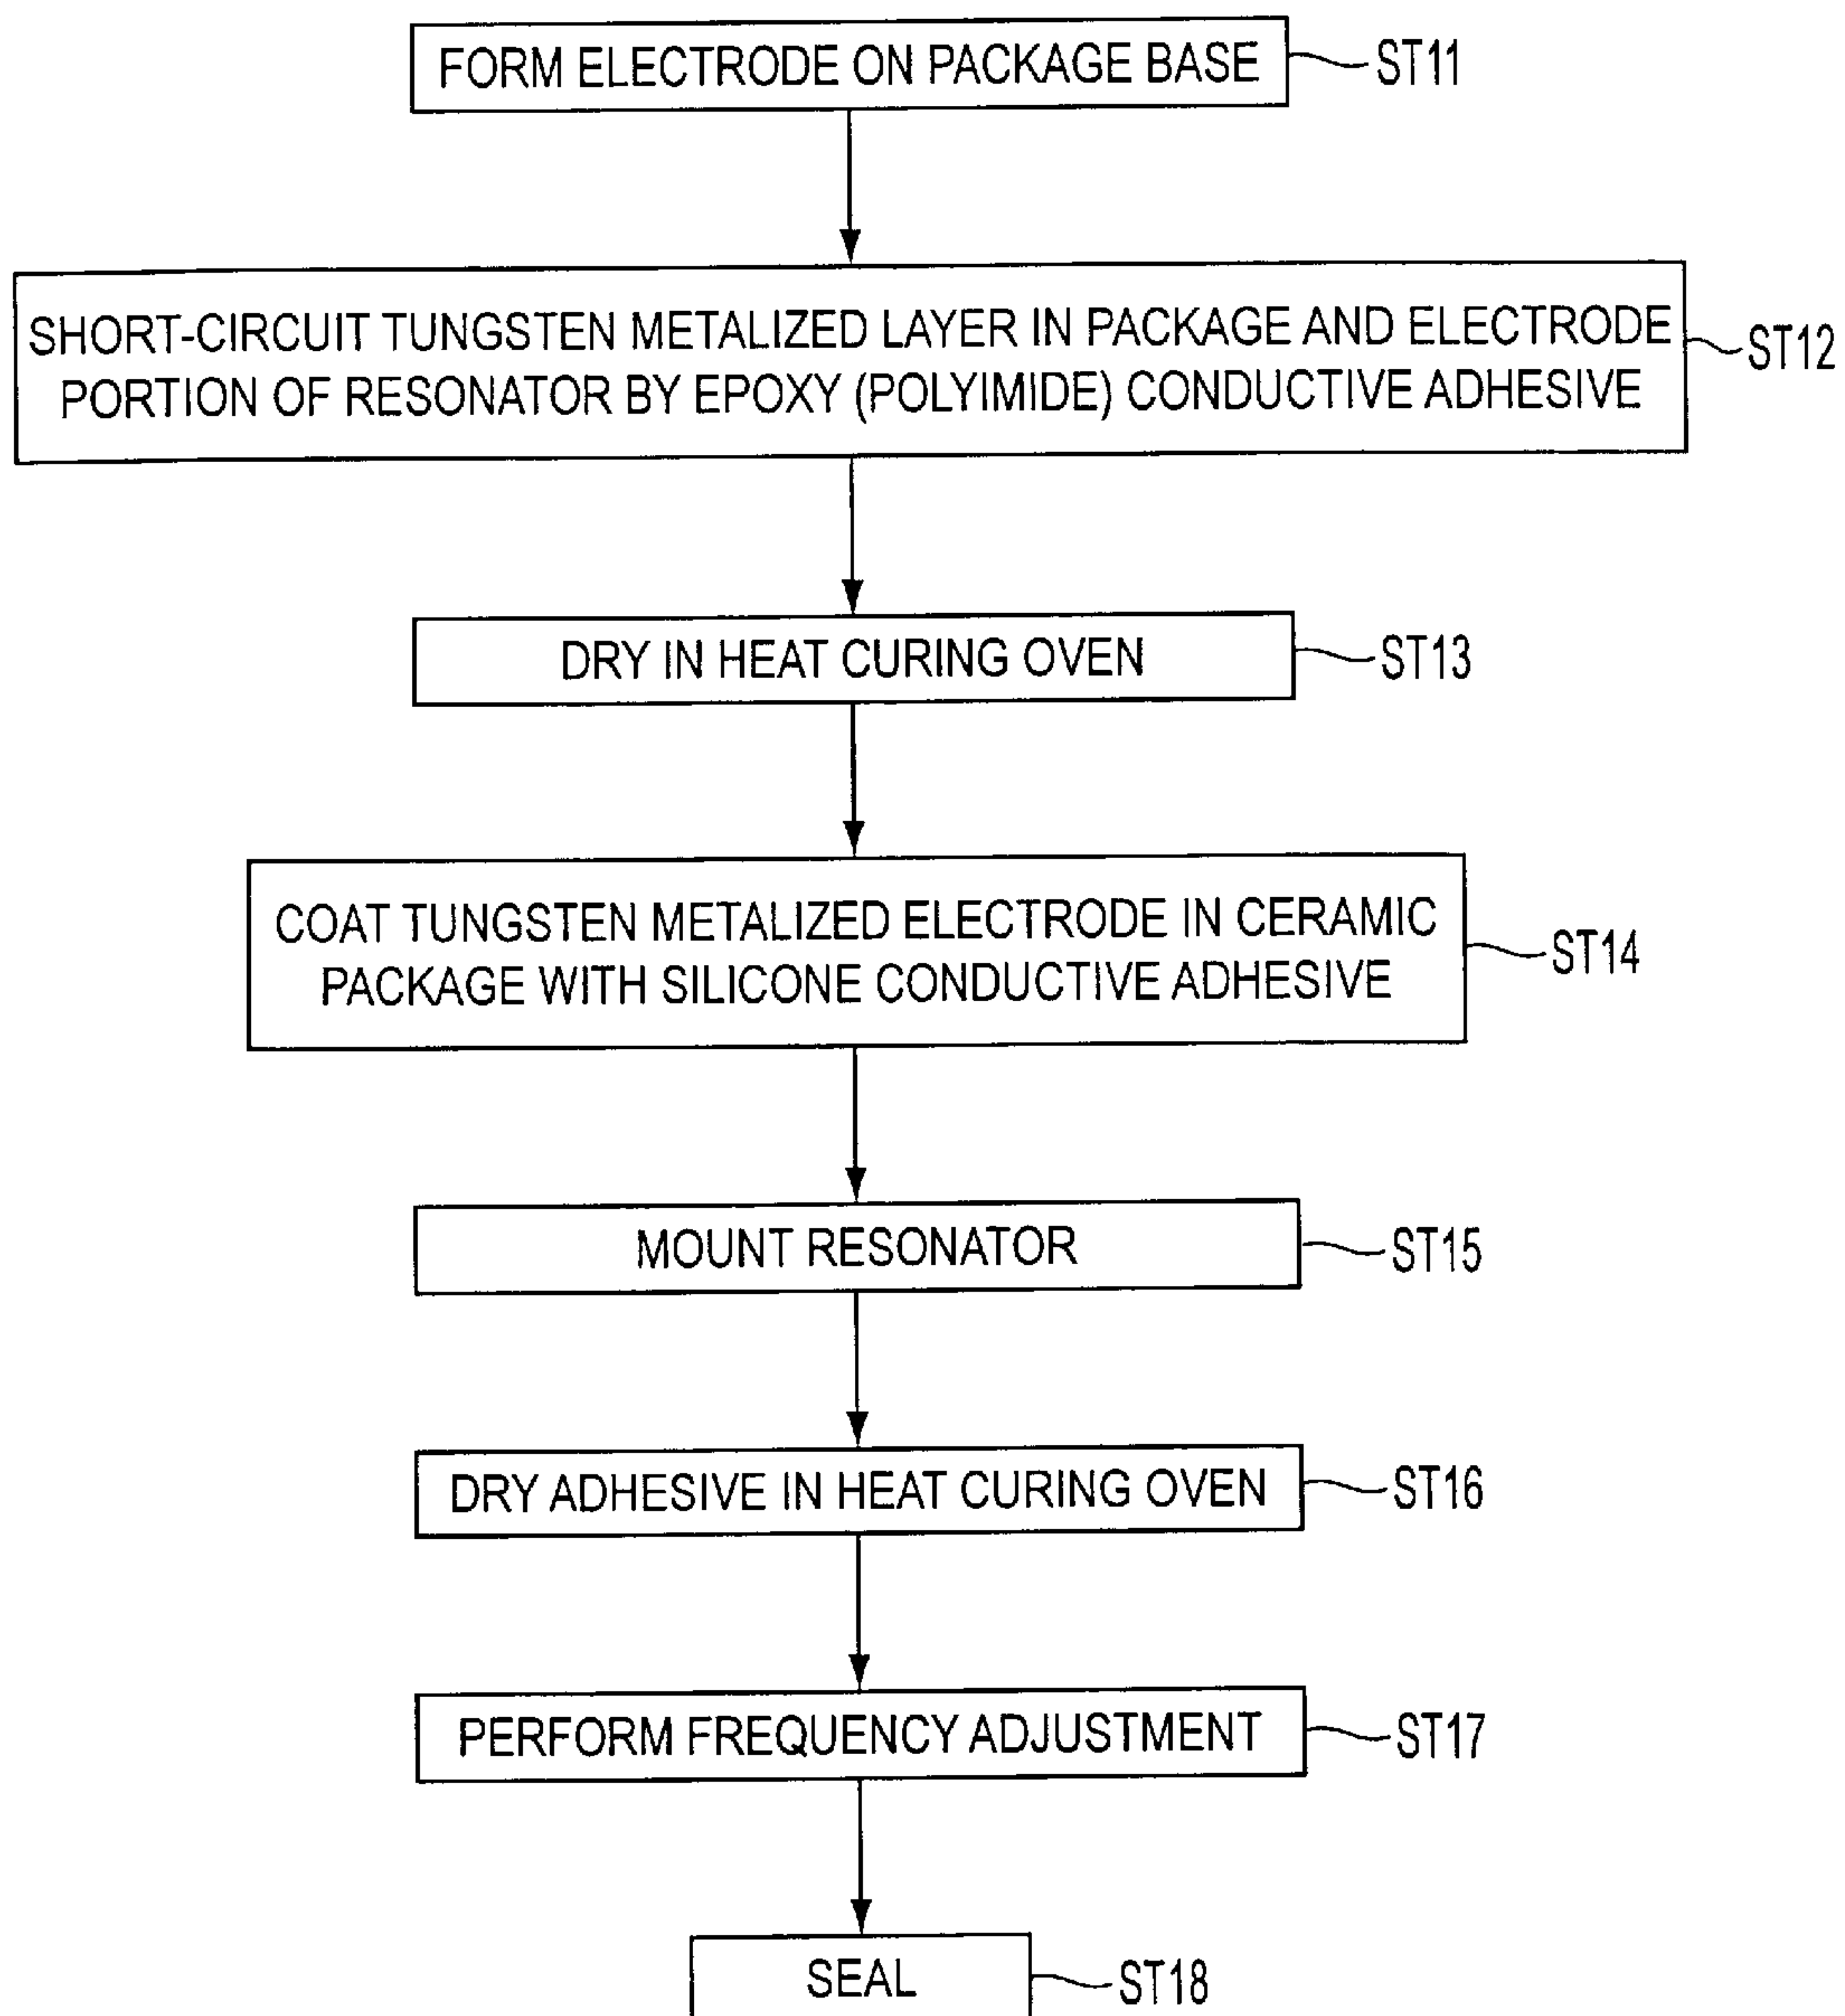 FORM ELECTRODE ON PACKAGE BASE
ST11
SHORT-CIRCUIT TUNGSTEN METALIZED LAYER IN PACKAGE AND ELECTRODE
PORTION OF RESONATOR BY EPOXY (POLYIMIDE) CONDUCTIVE ADHESIVE
ST12
DRY IN HEAT CURING OVEN
ST13
COAT TUNGSTEN METALIZED ELECTRODE IN CERAMIC
PACKAGE WITH SILICONE CONDUCTIVE ADHESIVE
ST14
MOUNT RESONATOR
ST15
DRY ADHESIVE IN HEAT CURING OVEN
ST16
PERFORM FREQUENCY ADJUSTMENT
ST17
SEAL
ST18